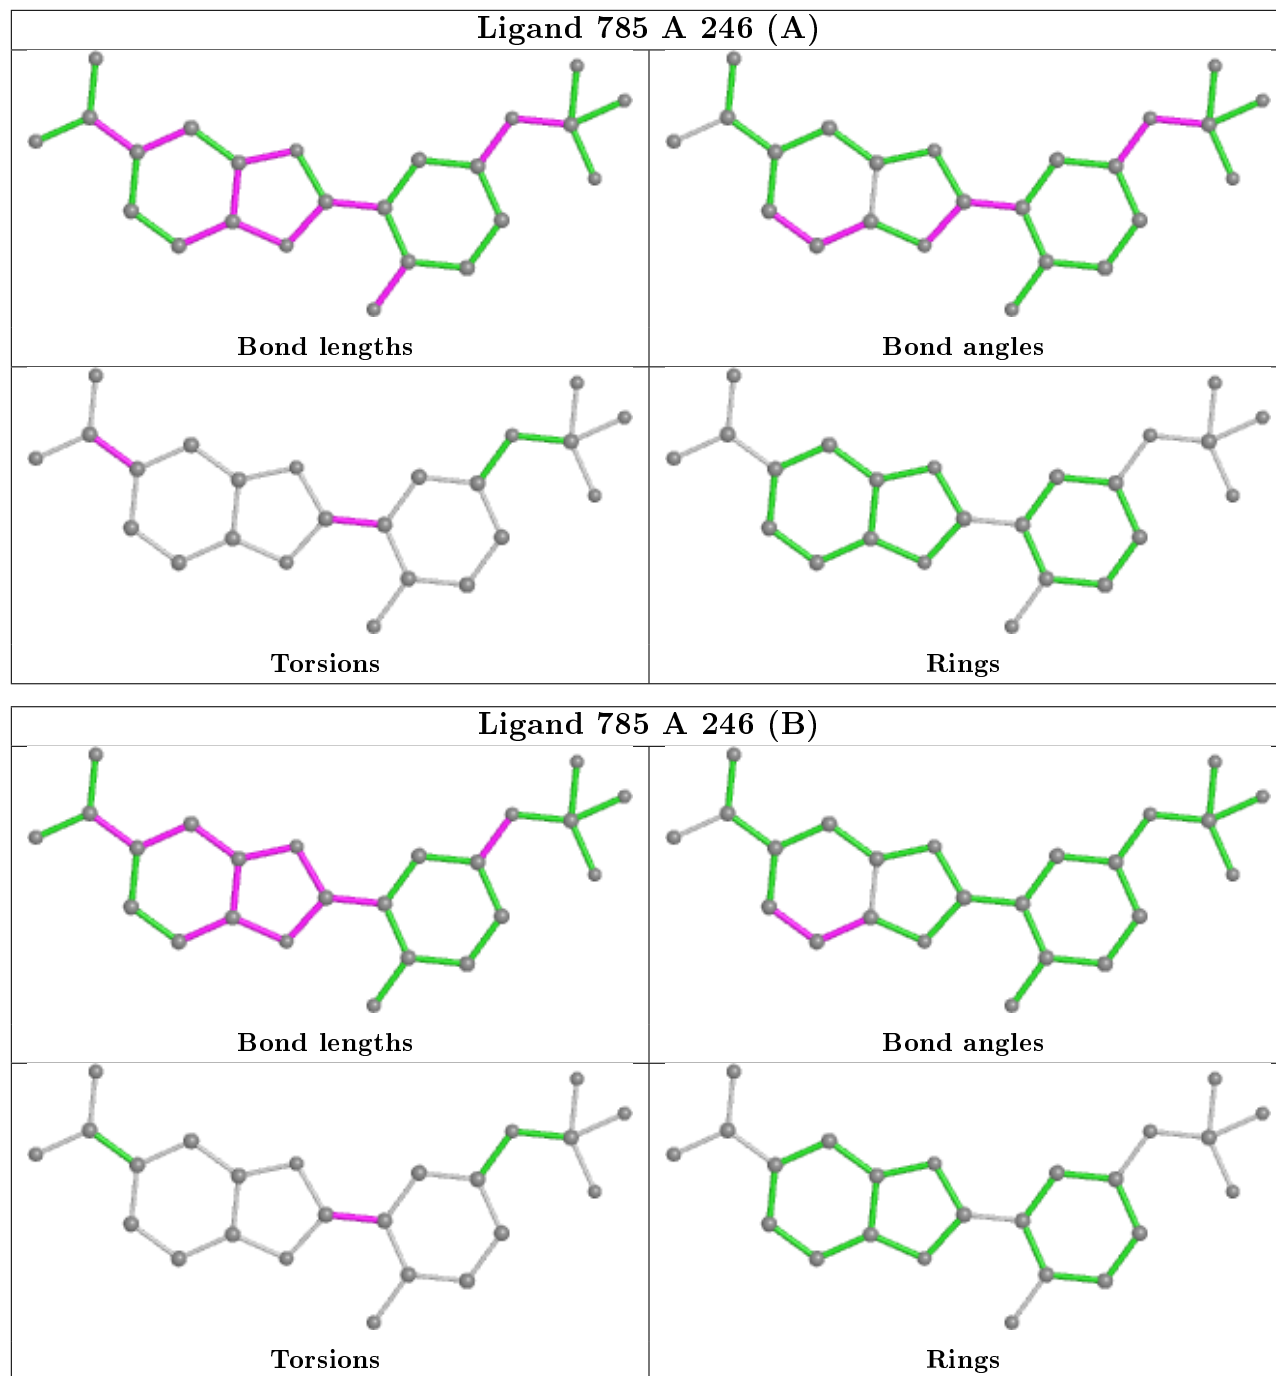 Ligand 785 A 246 (A)
Bond lengths
Bond angles
Torsions
Rings
Ligand 785 A 246 (B)
Bond lengths
Bond angles
Torsions
Rings